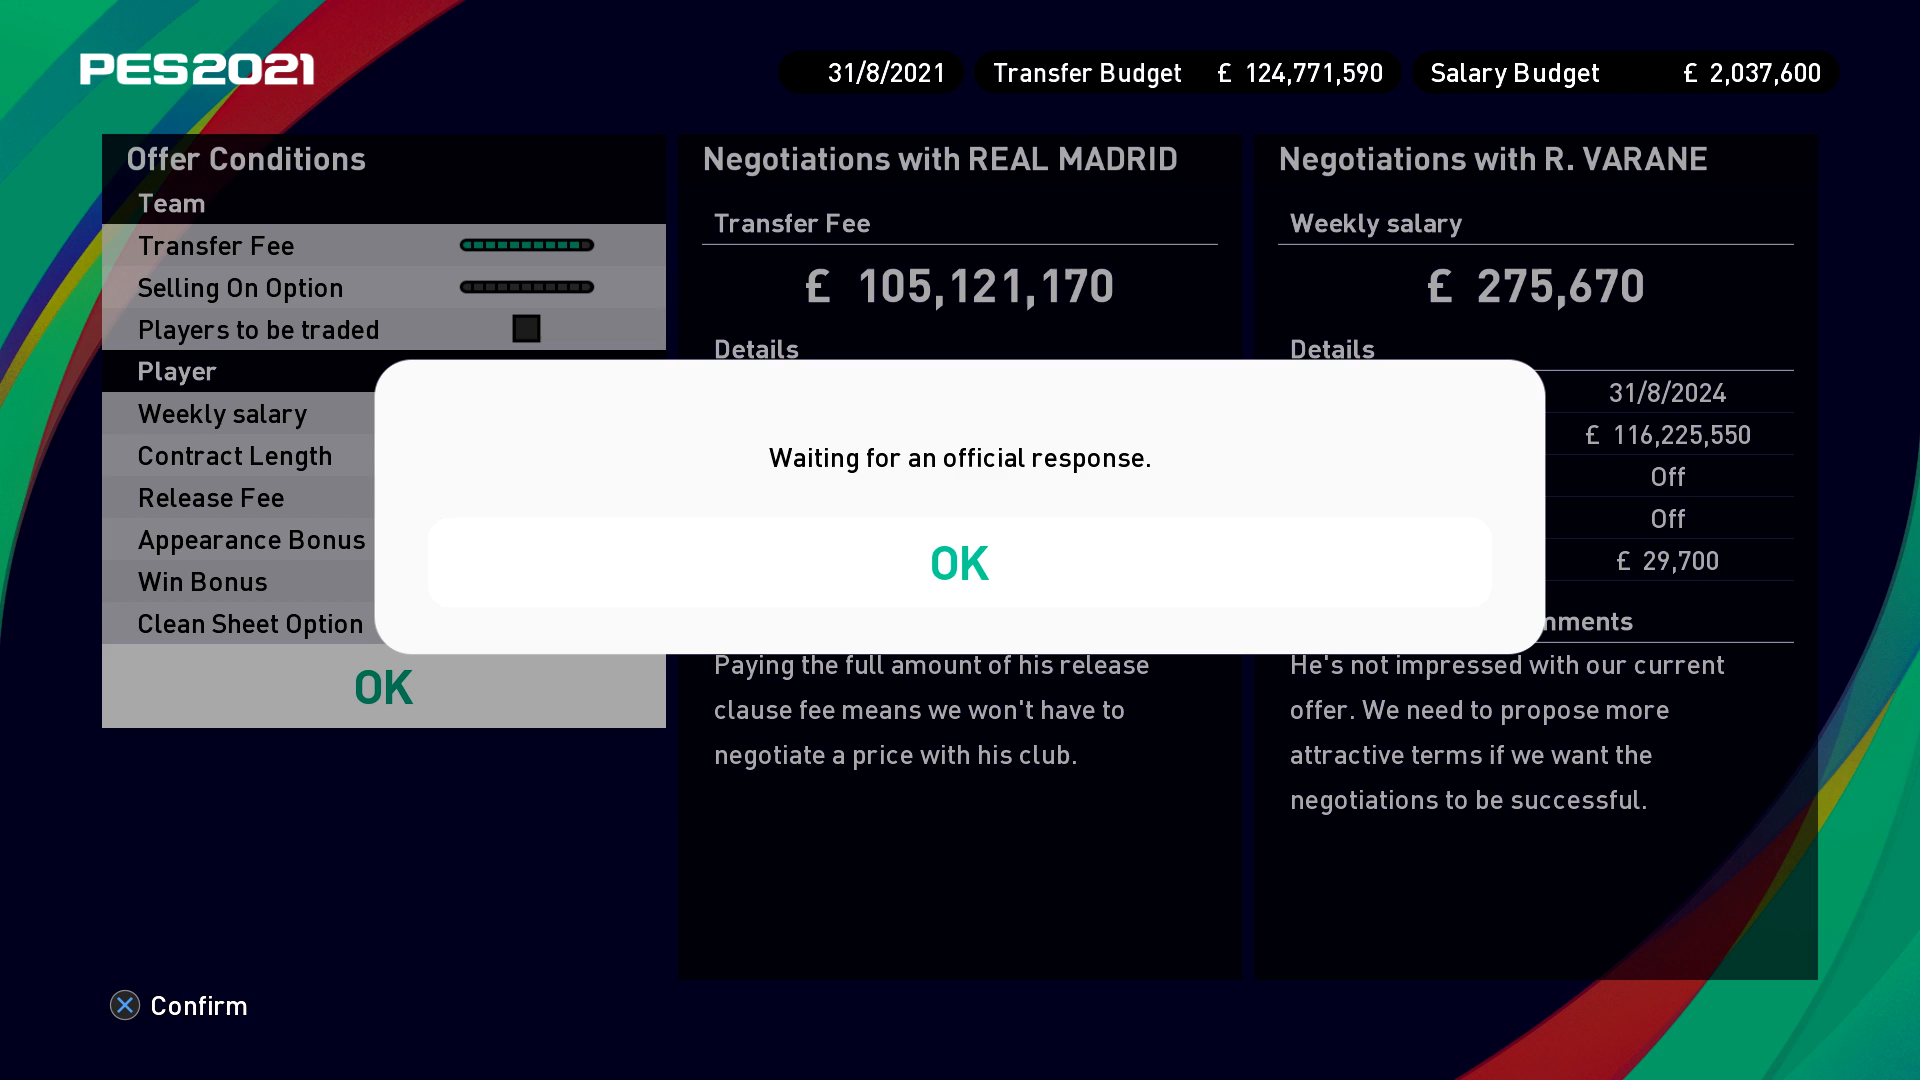 PES2021
31/8/2021
Transfer Budget £ 124,771,590
Salary Budget £ 2,037,600
Offer Conditions
Team
Transfer Fee
Selling On Option
Players to be traded
Player
Weekly salary
Contract Length
Release Fee
Appearance Bonus
Win Bonus
Clean Sheet Option
OK
Negotiations with REAL MADRID
Transfer Fee
£ 105,121,170
Details
Paying the full amount of his release
clause fee means we won't have to
negotiate a price with his club.
Negotiations with R. VARANE
Weekly salary
£ 275,670
Details
31/8/2024
£ 116,225,550
Off
Off
£ 29,700
He's not impressed with our current
offer. We need to propose more
attractive terms if we want the
negotiations to be successful.
Waiting for an official response.
OK
Confirm